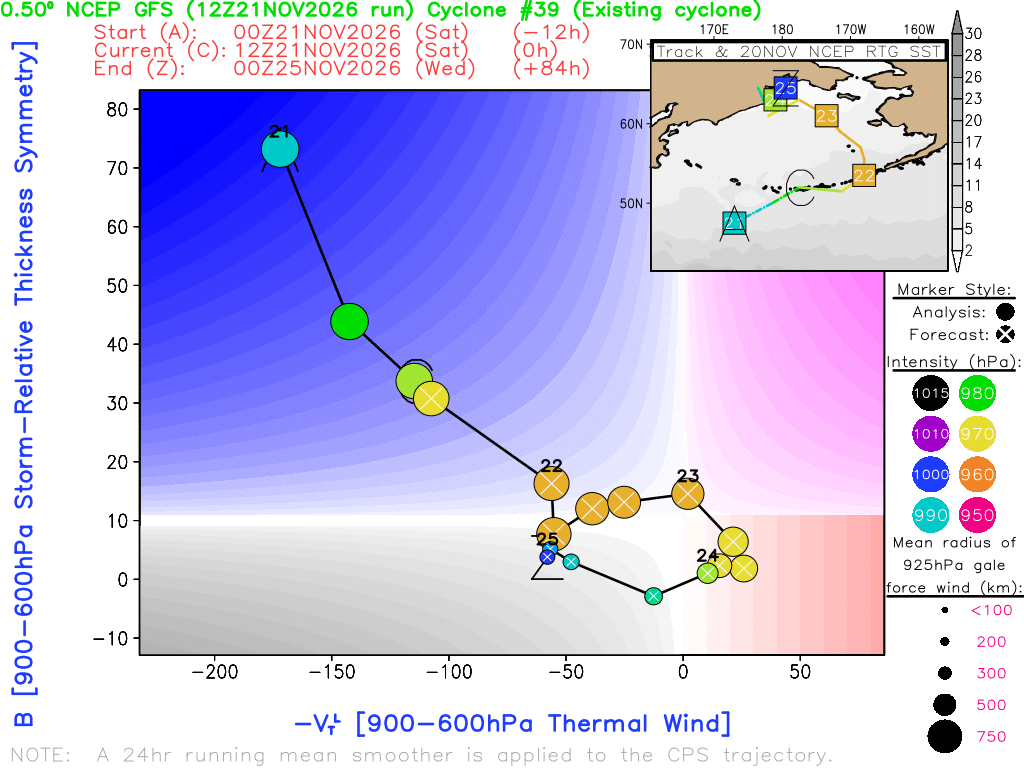 0.50° NCEP GFS (12Z21NOV2026 run) Cyclone #39 (Existing cyclone)
Start (A): 00Z21NOV2026 (Sat) (−12h)
Current (C): 12Z21NOV2026 (Sat) (0h)
End (Z): 00Z25NOV2026 (Wed) (+84h)
170E 180 170W 160W
70N
60N
50N
Track & 20NOV NCEP RTG SST
25
23
22
21
30
28
26
23
20
17
14
11
8
5
2
B [900−600hPa Storm−Relative Thickness Symmetry]
80
70
60
50
40
30
20
10
0
−10
21
22
23
24
25
−200 −150 −100 −50 0 50
−VTL [900−600hPa Thermal Wind]
Marker Style:
Analysis:
Forecast:
Intensity (hPa):
1015 980
1010 970
1000 960
990 950
Mean radius of
925hPa gale
force wind (km):
<100
200
300
500
750
NOTE: A 24hr running mean smoother is applied to the CPS trajectory.